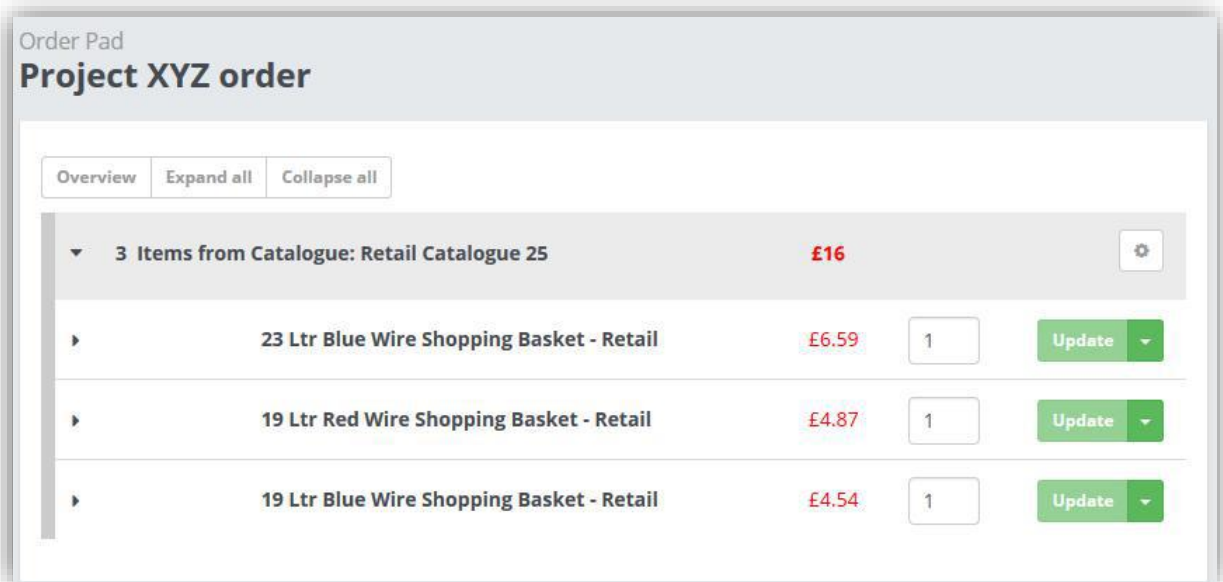 Order Pad
Project XYZ order
Overview Expand all Collapse all
3 Items from Catalogue: Retail Catalogue 25 £16
23 Ltr Blue Wire Shopping Basket - Retail £6.59 1 Update
19 Ltr Red Wire Shopping Basket - Retail £4.87 1 Update
19 Ltr Blue Wire Shopping Basket - Retail £4.54 1 Update